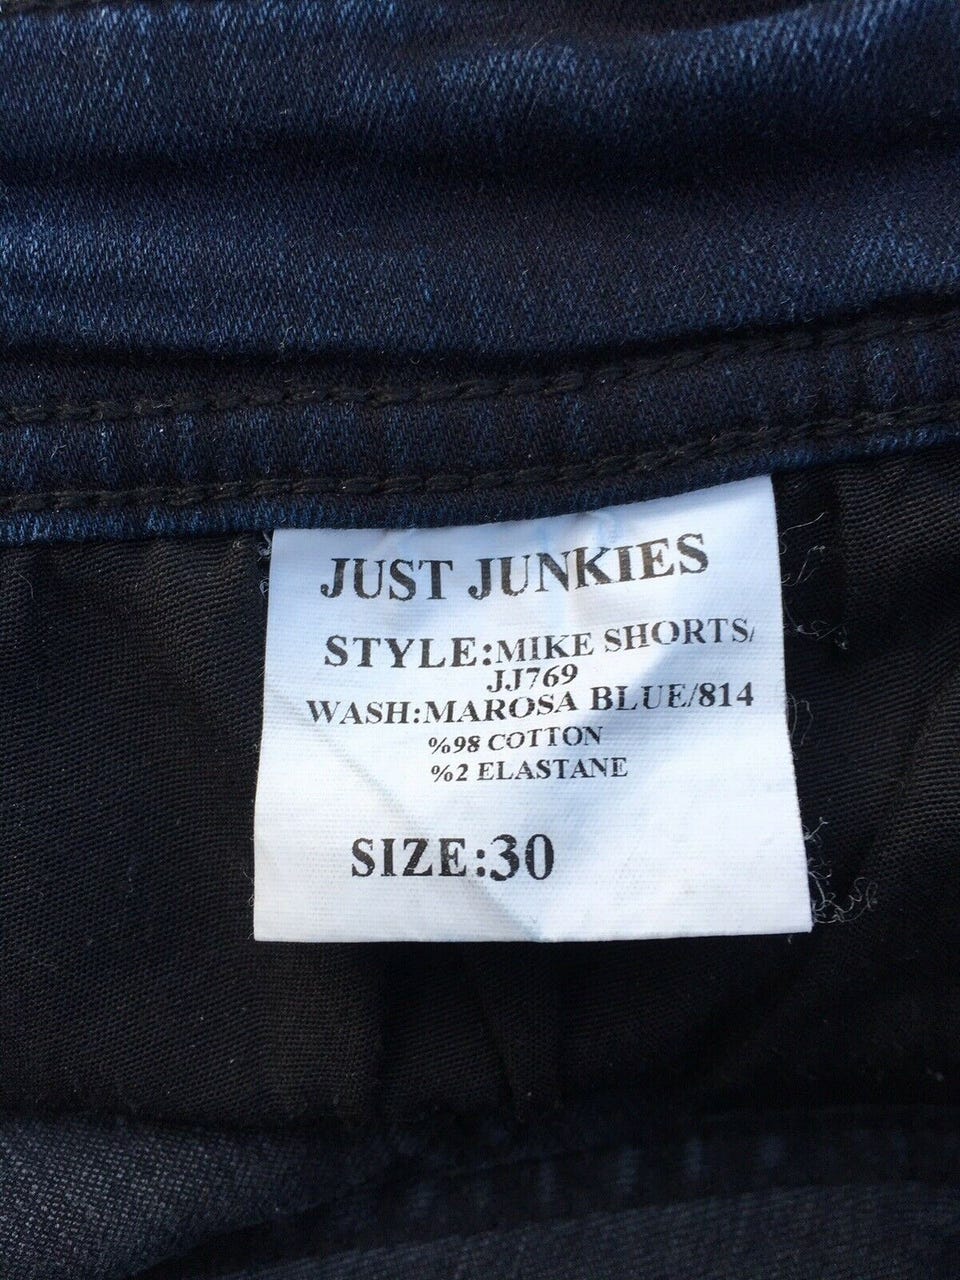 JUST JUNKIES
STYLE:MIKE SHORTS/
JJ769
WASH:MAROSA BLUE/814
%98 COTTON
%2 ELASTANE
SIZE:30